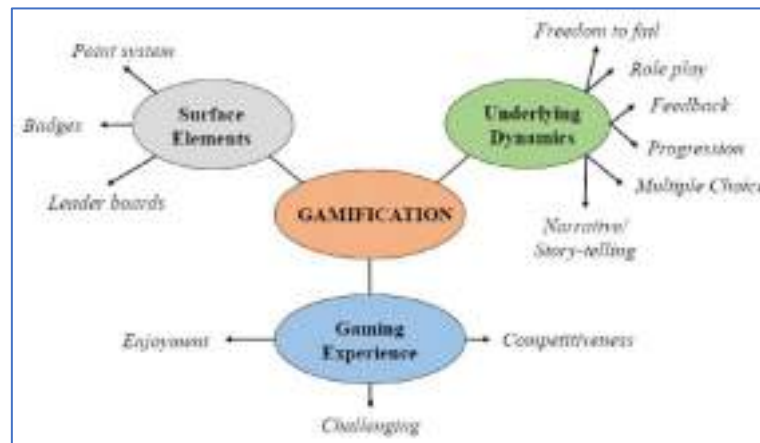 Freedom to fail
Point system
Role play
Surface
Elements
Underlying
Dynamics
Feedback
Badges
Progression
Leader boards
Multiple Choice
GAMIFICATION
Narrative/
Story-telling
Gaming
Experience
Enjoyment
Competitiveness
Challenging